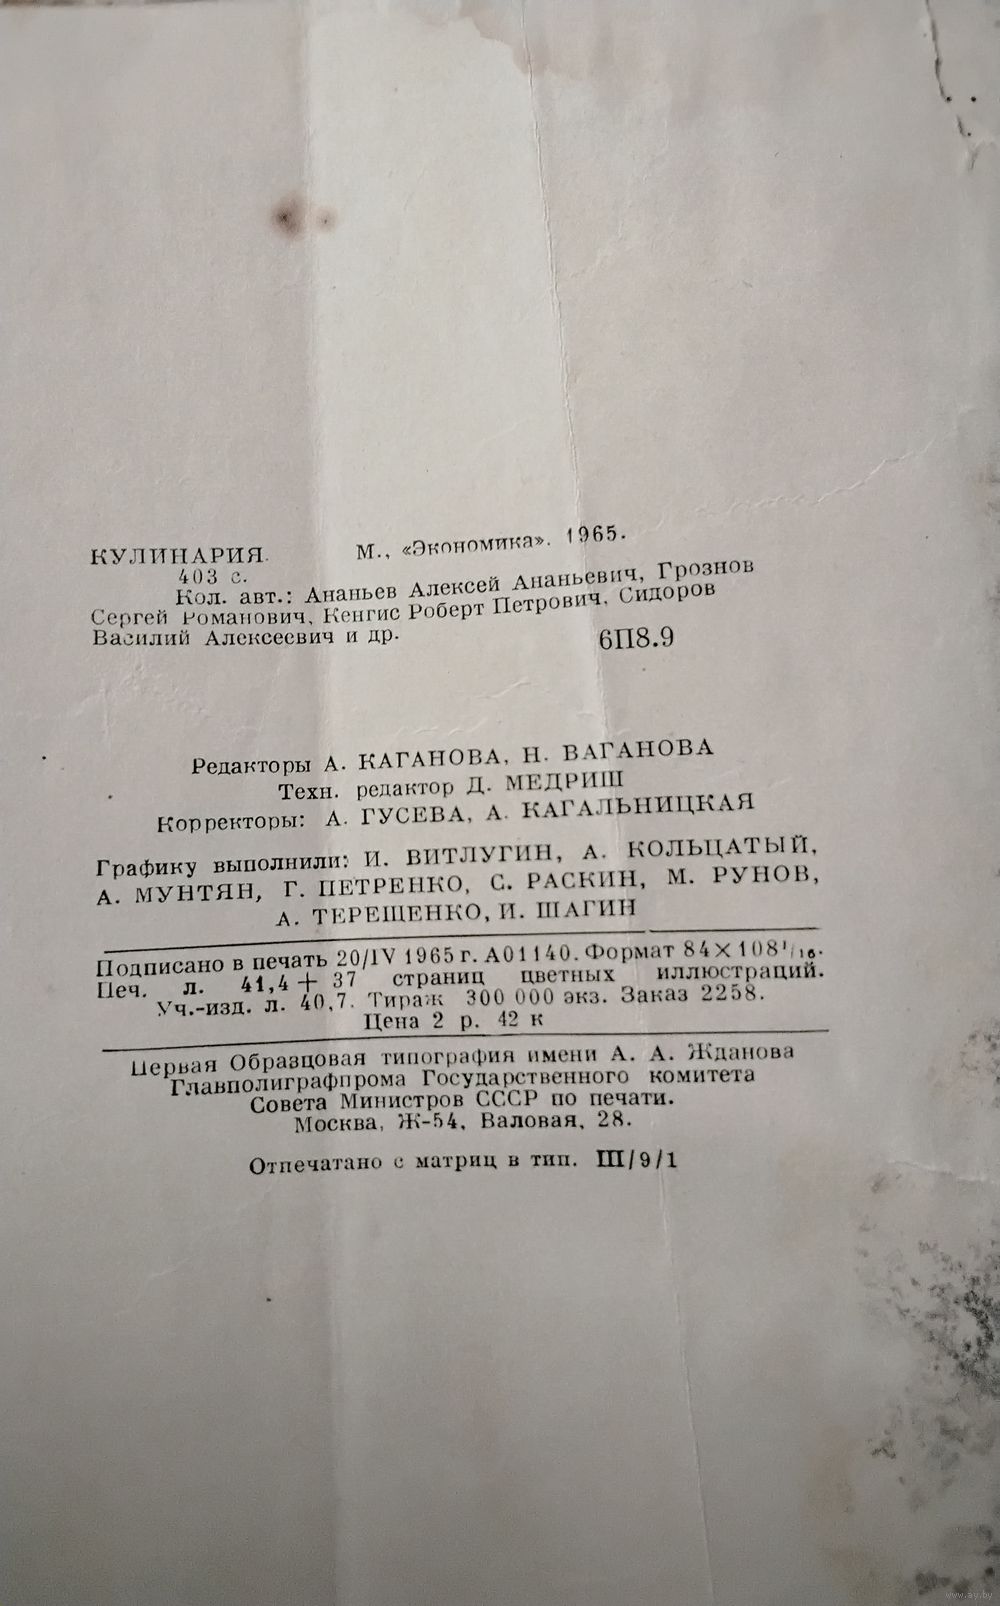 КУЛИНАРИЯ. М., «Экономика». 1965.
403 с.
Кол. авт.: Ананьев Алексей Ананьевич, Грознов
Сергей Романович, Кенгис Роберт Петрович, Сидоров
Василий Алексеевич и др.
6П8.9
Редакторы А. КАГАНОВА, Н. ВАГАНОВА
Техн. редактор Д. МЕДРИШ
Корректоры: А. ГУСЕВА, А. КАГАЛЬНИЦКАЯ
Графику выполнили: И. ВИТЛУГИН, А. КОЛЬЦАТЫЙ,
А. МУНТЯН, Г. ПЕТРЕНКО, С. РАСКИН, М. РУНОВ,
А. ТЕРЕЩЕНКО, И. ШАГИН
Подписано в печать 20/IV 1965 г. А01140. Формат 84×108¹/₁₆.
Печ. л. 41,4 + 37 страниц цветных иллюстраций.
Уч.-изд. л. 40,7. Тираж 300 000 экз. Заказ 2258.
Цена 2 р. 42 к
Первая Образцовая типография имени А. А. Жданова
Главполиграфпрома Государственного комитета
Совета Министров СССР по печати.
Москва, Ж-54, Валовая, 28.
Отпечатано с матриц в тип. III/9/1
www.ay.by